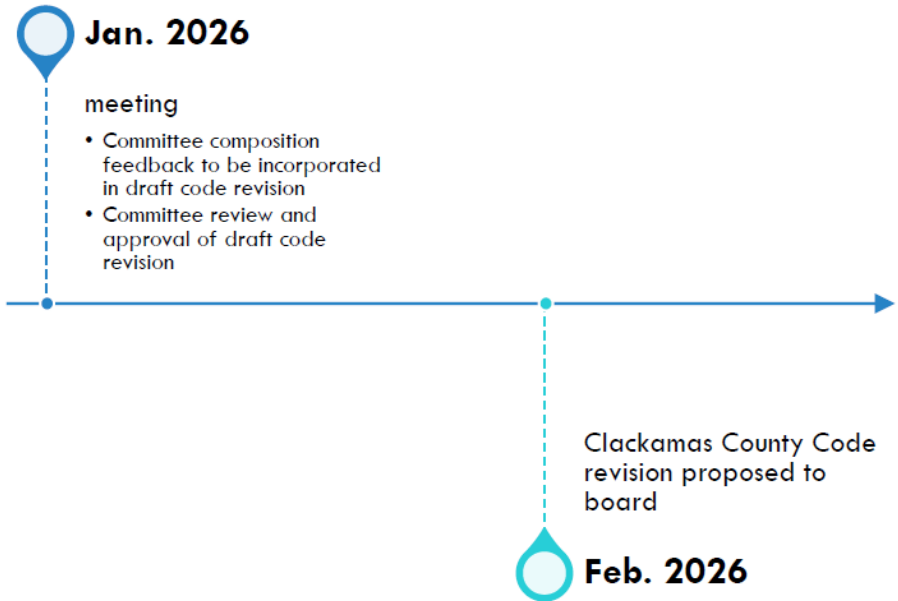 Jan. 2026
meeting
• Committee composition
feedback to be incorporated
in draft code revision
• Committee review and
approval of draft code
revision
Clackamas County Code
revision proposed to
board
Feb. 2026